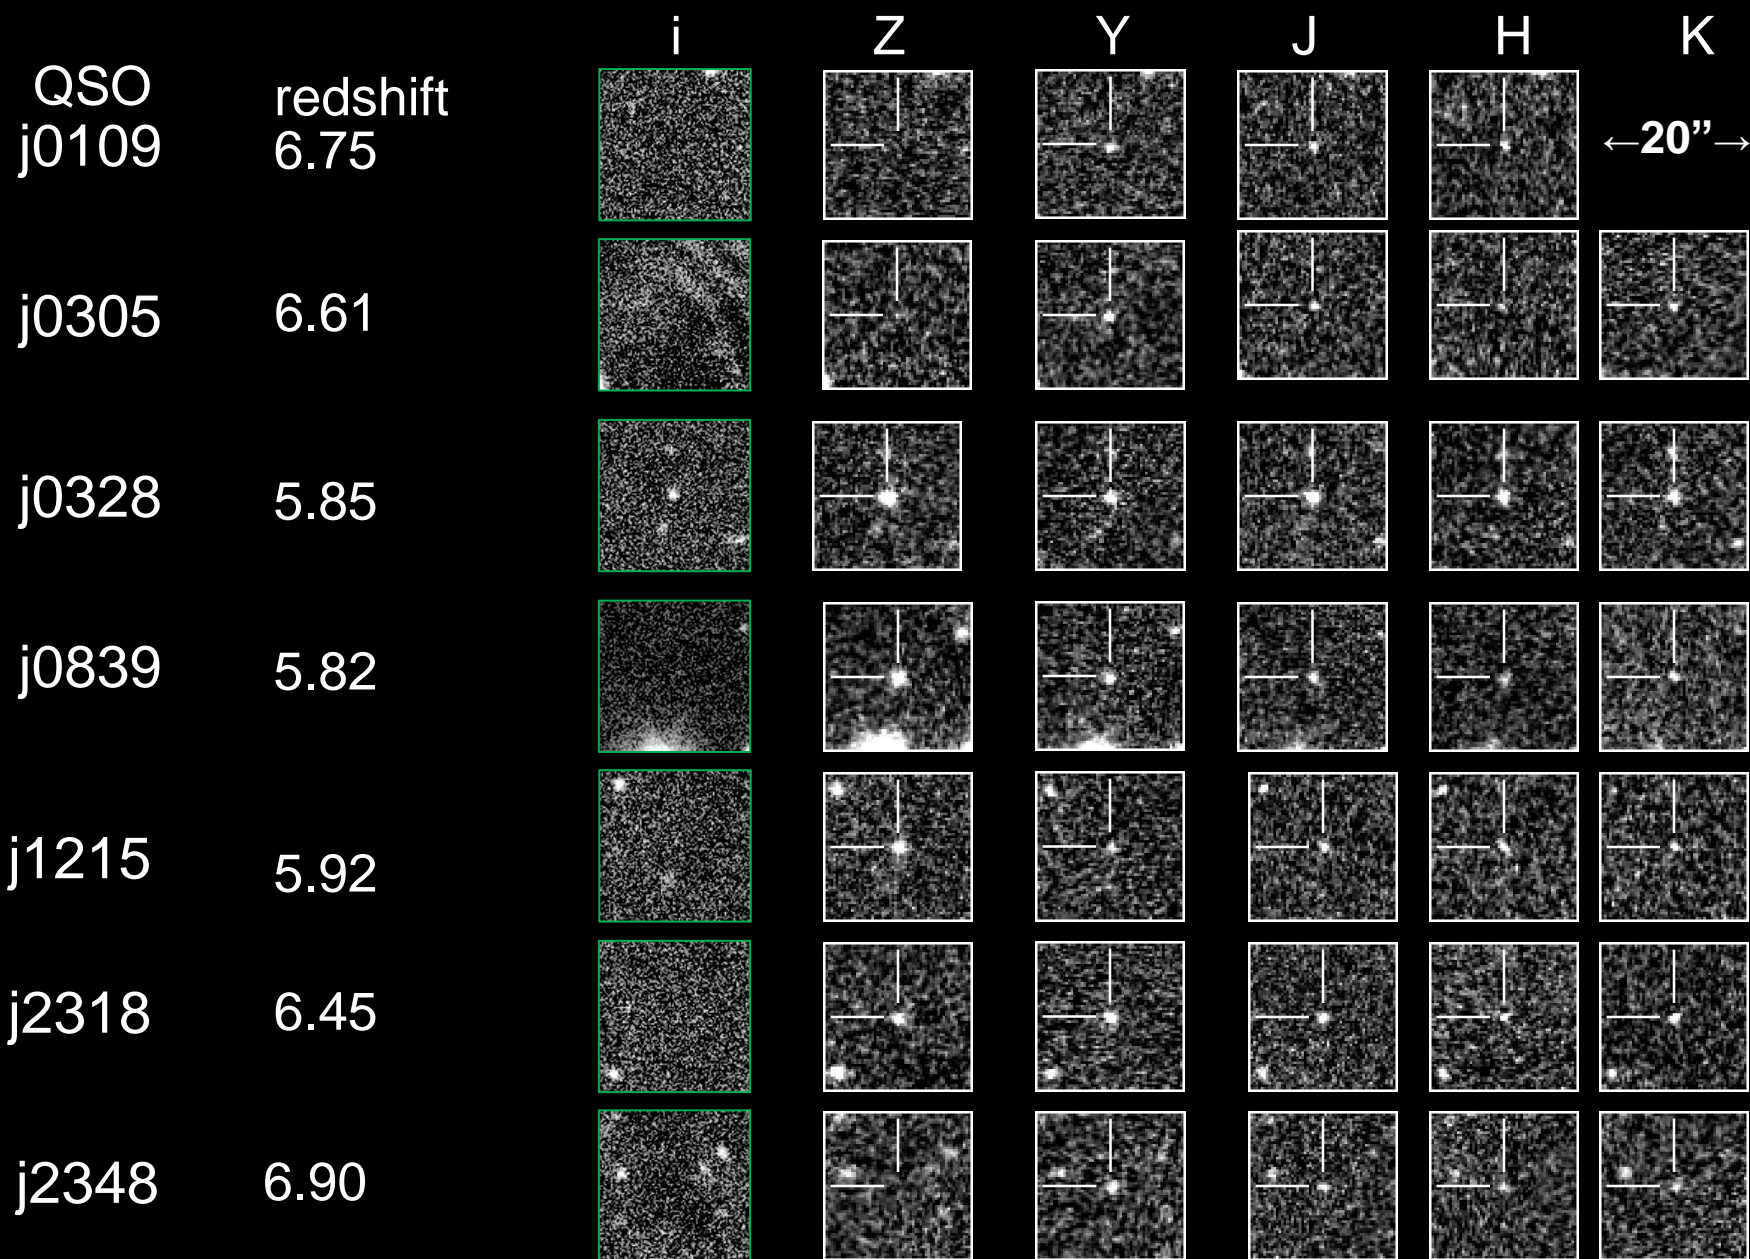 i Z Y J H K
QSO redshift
j0109 6.75 ←20”→
j0305 6.61
j0328 5.85
j0839 5.82
j1215 5.92
j2318 6.45
j2348 6.90